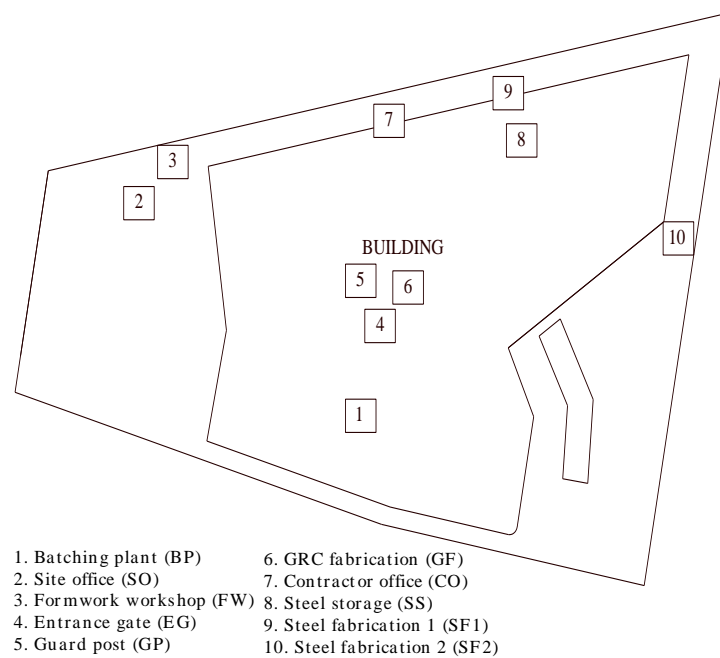 9
7
8
3
2
10
BUILDING
5
6
4
1
1. Batching plant (BP)
2. Site office (SO)
3. Formwork workshop (FW)
4. Entrance gate (EG)
5. Guard post (GP)
6. GRC fabrication (GF)
7. Contractor office (CO)
8. Steel storage (SS)
9. Steel fabrication 1 (SF1)
10. Steel fabrication 2 (SF2)